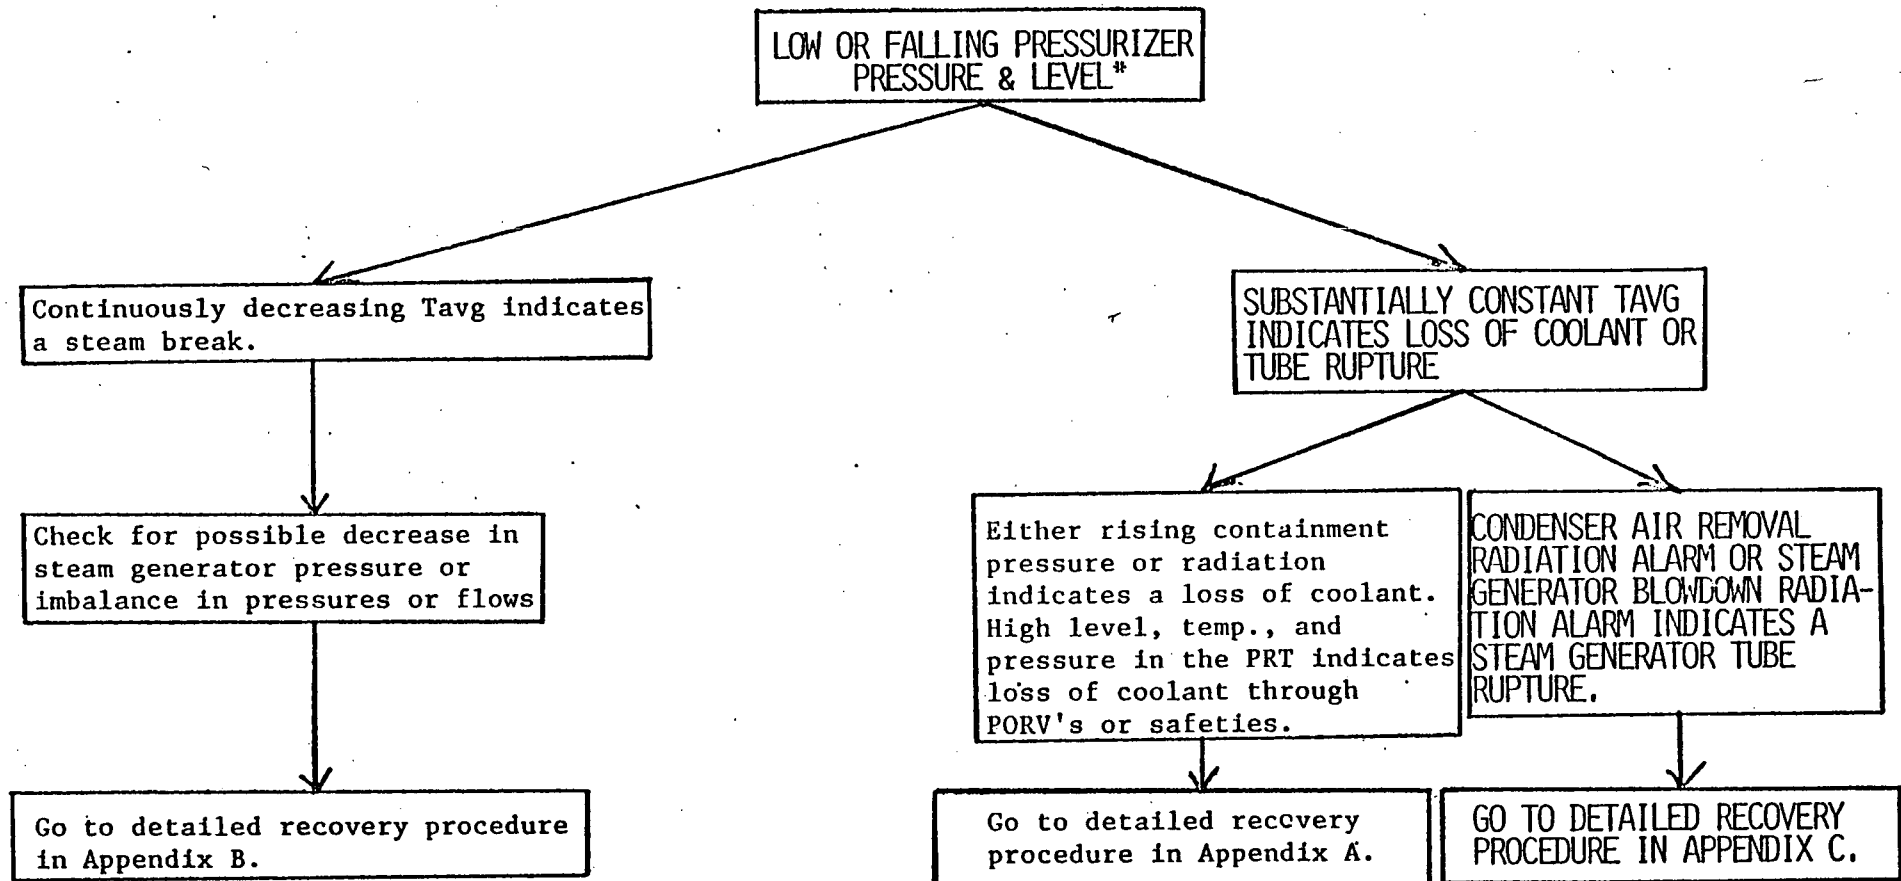 LOW OR FALLING PRESSURIZER
PRESSURE & LEVEL*
Continuously decreasing Tavg indicates
a steam break.
SUBSTANTIALLY CONSTANT TAVG
INDICATES LOSS OF COOLANT OR
TUBE RUPTURE
Check for possible decrease in
steam generator pressure or
imbalance in pressures or flows
Either rising containment
pressure or radiation
indicates a loss of coolant.
High level, temp., and
pressure in the PRT indicates
loss of coolant through
PORV's or safeties.
CONDENSER AIR REMOVAL
RADIATION ALARM OR STEAM
GENERATOR BLOWDOWN RADIA-
TION ALARM INDICATES A
STEAM GENERATOR TUBE
RUPTURE.
Go to detailed recovery procedure
in Appendix B.
Go to detailed recovery
procedure in Appendix A.
GO TO DETAILED RECOVERY
PROCEDURE IN APPENDIX C.